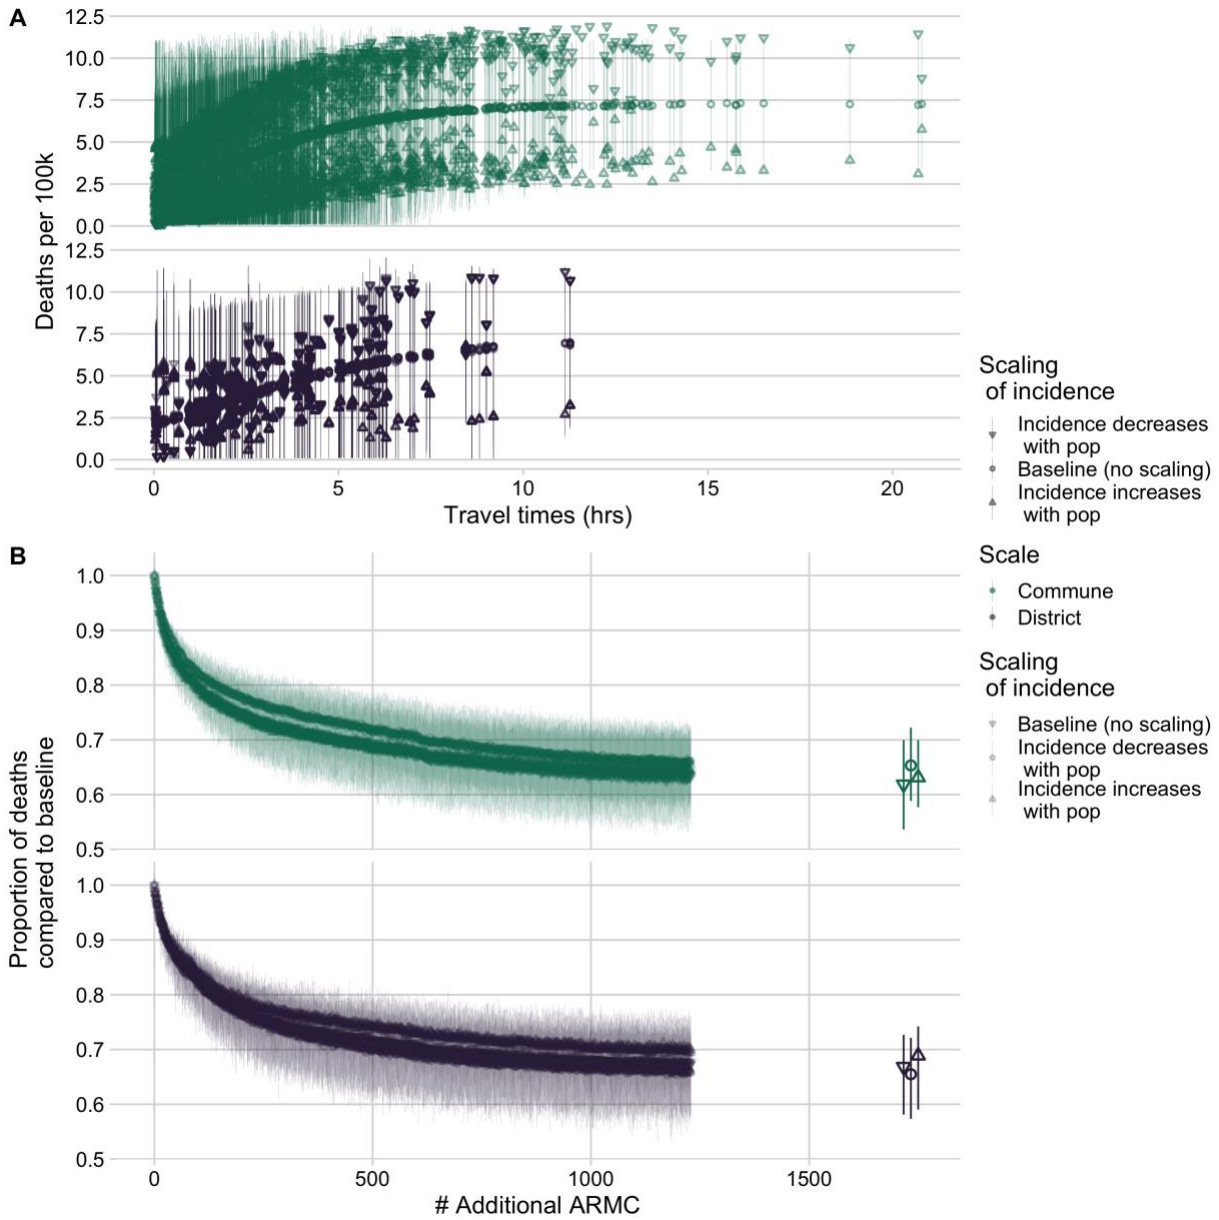 A
12.5
10.0
7.5
5.0
2.5
0.0
12.5
10.0
7.5
5.0
2.5
0.0
Deaths per 100k
0 5 10 15 20
Travel times (hrs)
Scaling
of incidence
Incidence decreases
with pop
Baseline (no scaling)
Incidence increases
with pop
Scale
Commune
District
Scaling
of incidence
Baseline (no scaling)
Incidence decreases
with pop
Incidence increases
with pop
B
1.0
0.9
0.8
0.7
0.6
0.5
1.0
0.9
0.8
0.7
0.6
0.5
Proportion of deaths
compared to baseline
0 500 1000 1500
# Additional ARMC